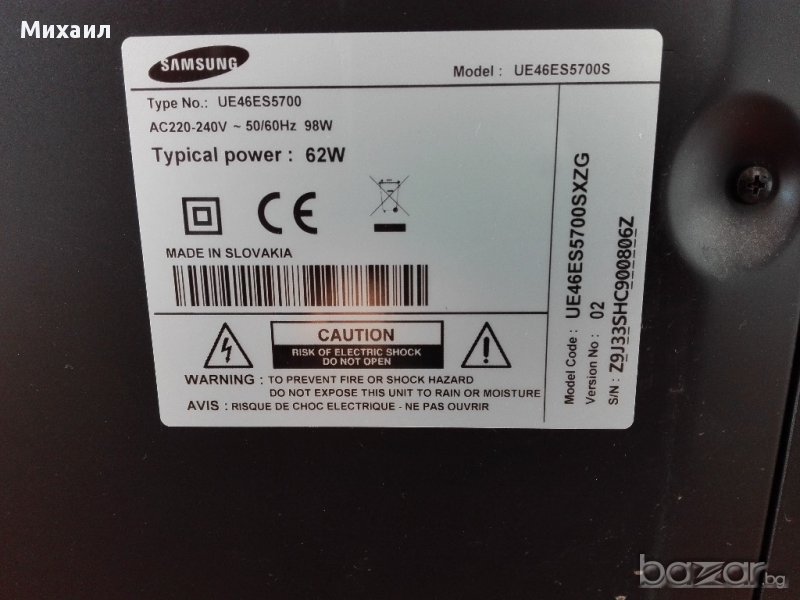 Михаил
SAMSUNG
Model : UE46ES5700S
Type No.: UE46ES5700
AC220-240V ~ 50/60Hz 98W
Typical power : 62W
CE
MADE IN SLOVAKIA
CAUTION
RISK OF ELECTRIC SHOCK
DO NOT OPEN
WARNING : TO PREVENT FIRE OR SHOCK HAZARD
DO NOT EXPOSE THIS UNIT TO RAIN OR MOISTURE
AVIS : RISQUE DE CHOC ELECTRIQUE - NE PAS OUVRIR
Model Code : UE46ES5700SXZG
Version No : 02
S/N : Z9J33SHC900806Z
bazar.bg